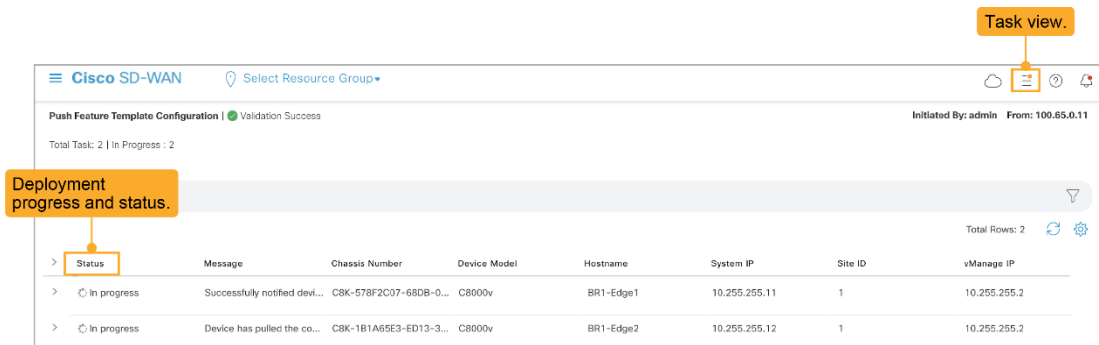 Task view.
Cisco SD-WAN Select Resource Group
Push Feature Template Configuration | Validation Success Initiated By: admin From: 100.65.0.11
Total Task: 2 | In Progress : 2
Deployment
progress and status.
Total Rows: 2
Status Message Chassis Number Device Model Hostname System IP Site ID vManage IP
In progress Successfully notified devi... C8K-578F2C07-68DB-0... C8000v BR1-Edge1 10.255.255.11 1 10.255.255.2
In progress Device has pulled the co... C8K-1B1A65E3-ED13-3... C8000v BR1-Edge2 10.255.255.12 1 10.255.255.2